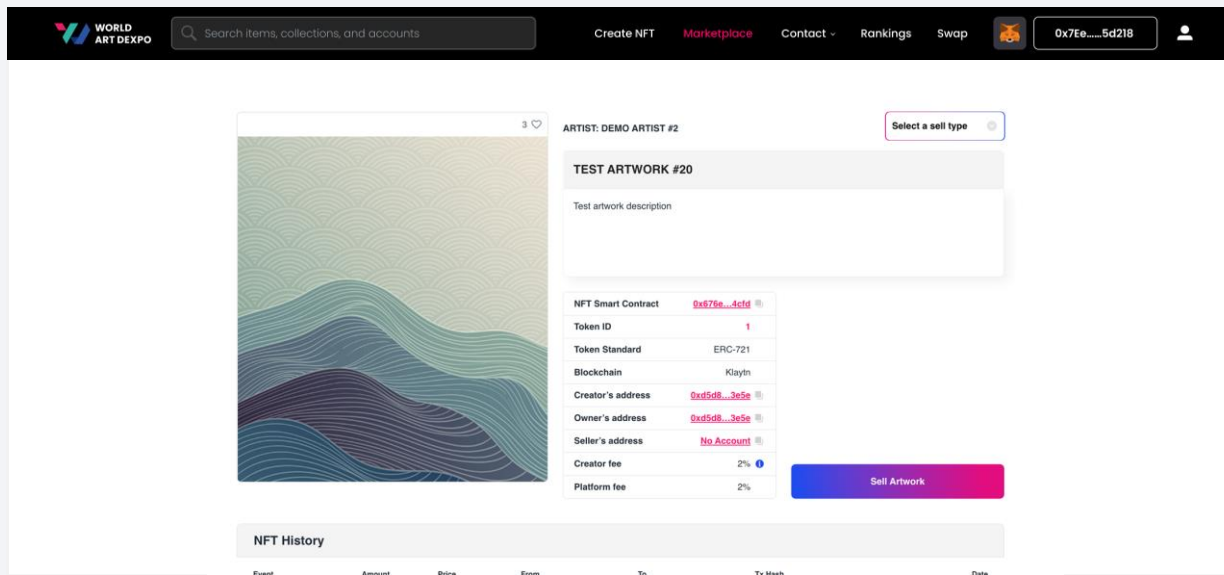 WORLD
ART DEXPO
Search items, collections, and accounts
Create NFT
Marketplace
Contact
Rankings
Swap
0x7Ee......5d218
3
ARTIST: DEMO ARTIST #2
Select a sell type
TEST ARTWORK #20
Test artwork description
NFT Smart Contract 0x676e...4cfd
Token ID 1
Token Standard ERC-721
Blockchain Klaytn
Creator's address 0xd5d8...3e5e
Owner's address 0xd5d8...3e5e
Seller's address No Account
Creator fee 2%
Platform fee 2%
Sell Artwork
NFT History
Event Amount Price From To Tx Hash Date